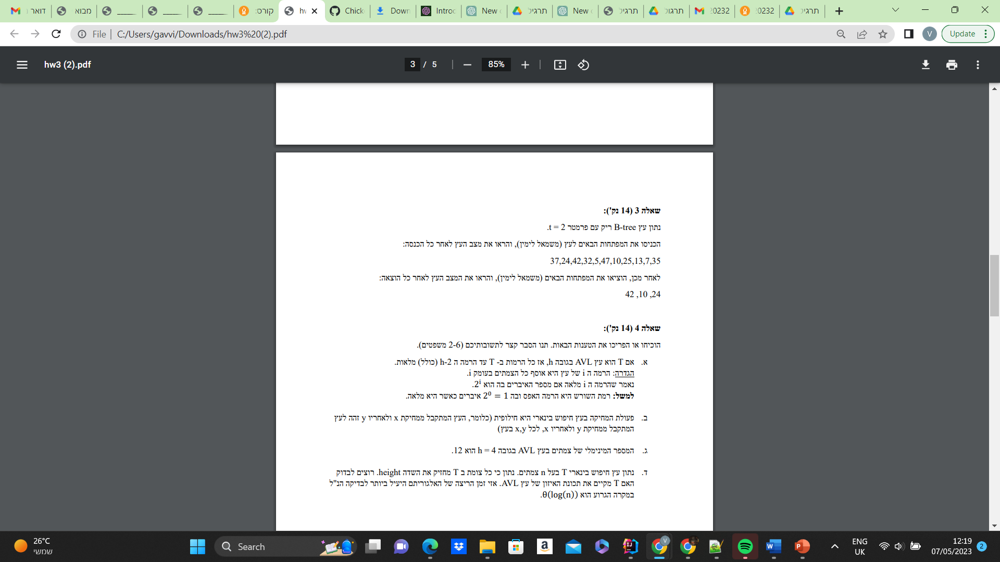 דואר
מבוא
קורס:
hw
Chick
Down
Introd
New
תרגיל
New
תרגיל
תרגול
20232
20232
תרגיל
File
C:/Users/gavvi/Downloads/hw3%20(2).pdf
V
Update
hw3 (2).pdf
3 / 5
85%
שאלה 3 (14 נק'):
נתון עץ B-tree ריק עם פרמטר t = 2.
הכניסו את המפתחות הבאים לעץ (משמאל לימין), והראו את מצב העץ לאחר כל הכנסה:
37,24,42,32,5,47,10,25,13,7,35
לאחר מכן, הוציאו את המפתחות הבאים (משמאל לימין), והראו את המצב העץ לאחר כל הוצאה:
24, 10, 42
שאלה 4 (14 נק'):
הוכיחו או הפריכו את הטענות הבאות. תנו הסבר קצר לתשובותיכם (2-6 משפטים).
א. אם T הוא עץ AVL בגובה h, אז כל הרמות ב- T עד הרמה ה h-2 (כולל) מלאות.
הגדרה: הרמה ה i של עץ היא אוסף כל הצמתים בעומק i.
נאמר שהרמה ה i מלאה אם מספר האיברים בה הוא 2^i.
למשל: רמת השורש היא הרמה האפס ובה 2^0 = 1 איברים כאשר היא מלאה.
ב. פעולת המחיקה בעץ חיפוש בינארי היא חילופית (כלומר, העץ המתקבל ממחיקת x ולאחריו y זהה לעץ
המתקבל ממחיקת y ולאחריו x, לכל x,y בעץ)
ג. המספר המינימלי של צמתים בעץ AVL בגובה h = 4 הוא 12.
ד. נתון עץ חיפוש בינארי T בעל n צמתים. נתון כי כל צומת ב T מחזיק את השדה height. רוצים לבדוק
האם T מקיים את תכונת האיזון של עץ AVL. אזי זמן הריצה של האלגוריתם היעיל ביותר לבדיקה הנ"ל
במקרה הגרוע הוא θ(log(n)).
26°C
שמשי
Search
ENG
UK
12:19
07/05/2023
2